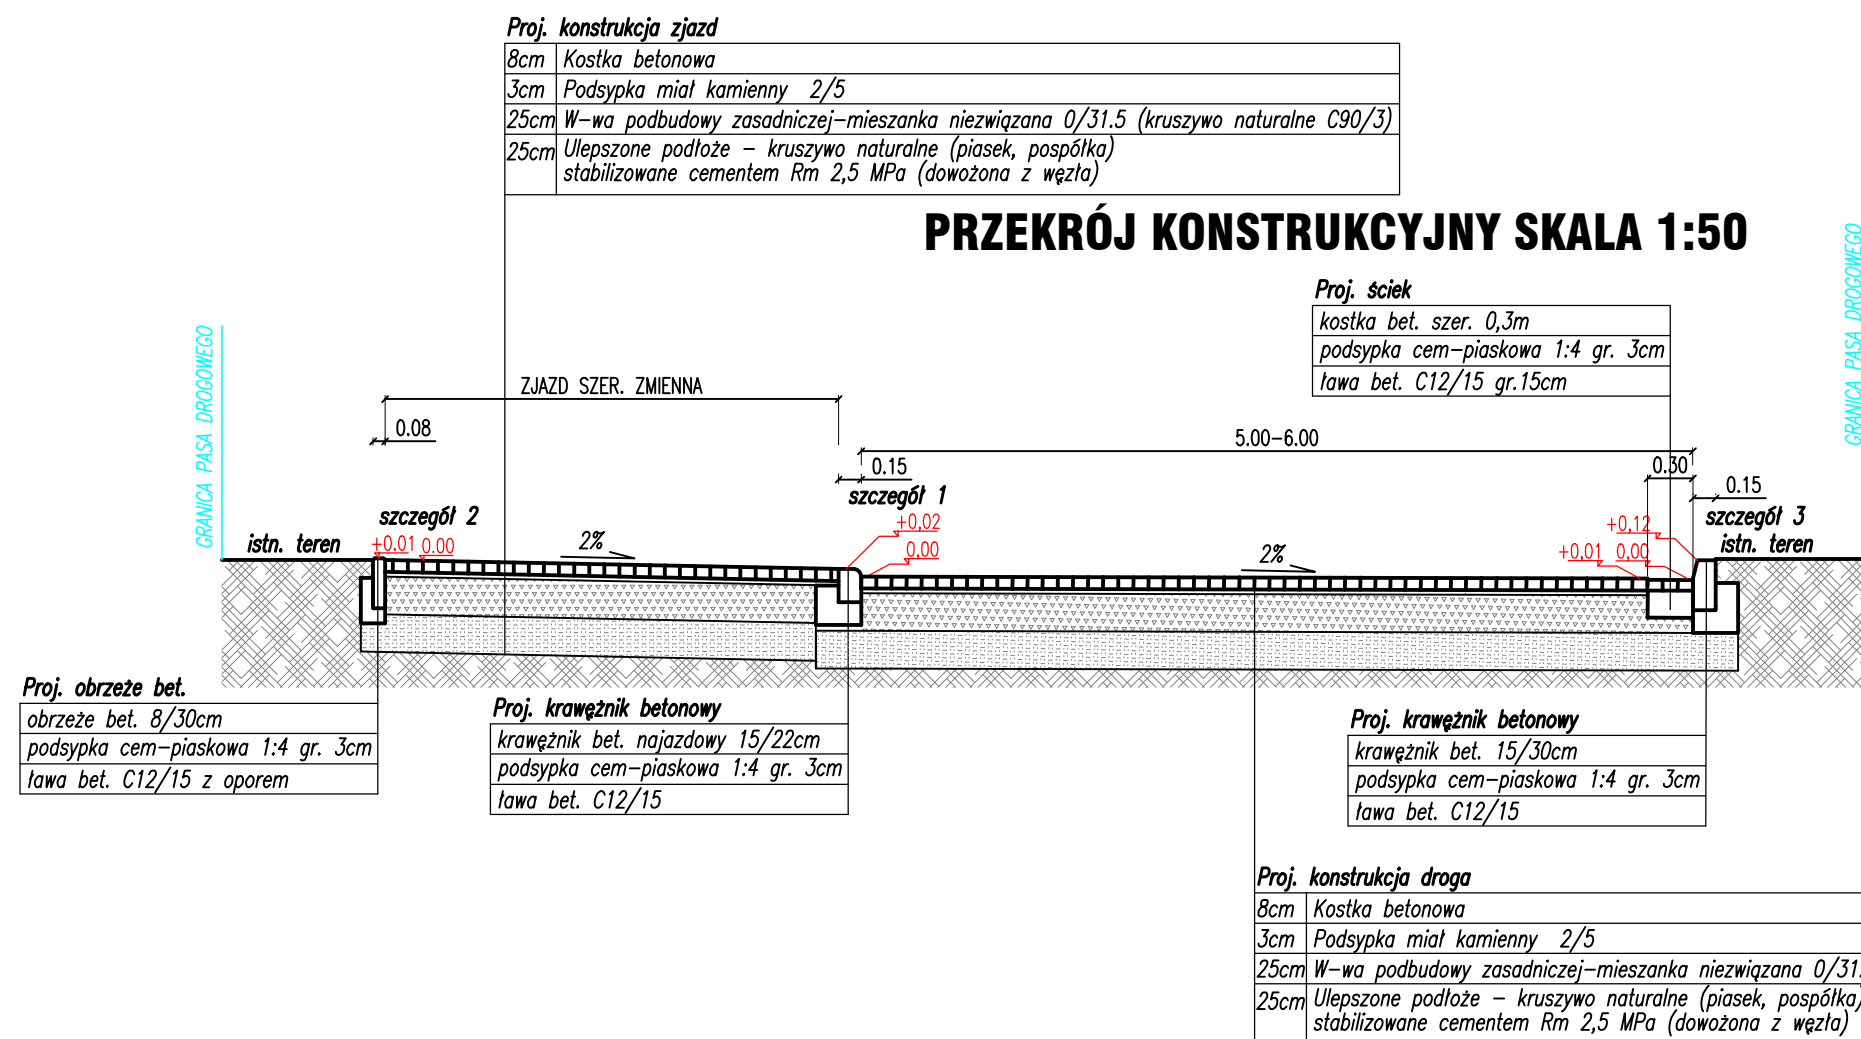 Proj. konstrukcja zjazd
8cm Kostka betonowa
3cm Podsypka miał kamienny 2/5
25cm W-wa podbudowy zasadniczej-mieszanka niezwiązana 0/31.5 (kruszywo naturalne C90/3)
25cm Ulepszone podłoże - kruszywo naturalne (piasek, pospółka)
stabilizowane cementem Rm 2,5 MPa (dowożona z węzła)
PRZEKRÓJ KONSTRUKCYJNY SKALA 1:50
Proj. ściek
kostka bet. szer. 0,3m
podsypka cem-piaskowa 1:4 gr. 3cm
ława bet. C12/15 gr.15cm
GRANICA PASA DROGOWEGO
GRANICA PASA DROGOWEGO
ZJAZD SZER. ZMIENNA
0.08
5.00-6.00
0.15
0.30
0.15
szczegół 1
szczegół 2
szczegół 3
istn. teren
+0.01 0.00
2%
+0,02
0,00
2%
+0,12
+0,01 0,00
istn. teren
Proj. obrzeże bet.
obrzeże bet. 8/30cm
podsypka cem-piaskowa 1:4 gr. 3cm
ława bet. C12/15 z oporem
Proj. krawężnik betonowy
krawężnik bet. najazdowy 15/22cm
podsypka cem-piaskowa 1:4 gr. 3cm
ława bet. C12/15
Proj. krawężnik betonowy
krawężnik bet. 15/30cm
podsypka cem-piaskowa 1:4 gr. 3cm
ława bet. C12/15
Proj. konstrukcja droga
8cm Kostka betonowa
3cm Podsypka miał kamienny 2/5
25cm W-wa podbudowy zasadniczej-mieszanka niezwiązana 0/31.
25cm Ulepszone podłoże - kruszywo naturalne (piasek, pospółka)
stabilizowane cementem Rm 2,5 MPa (dowożona z węzła)